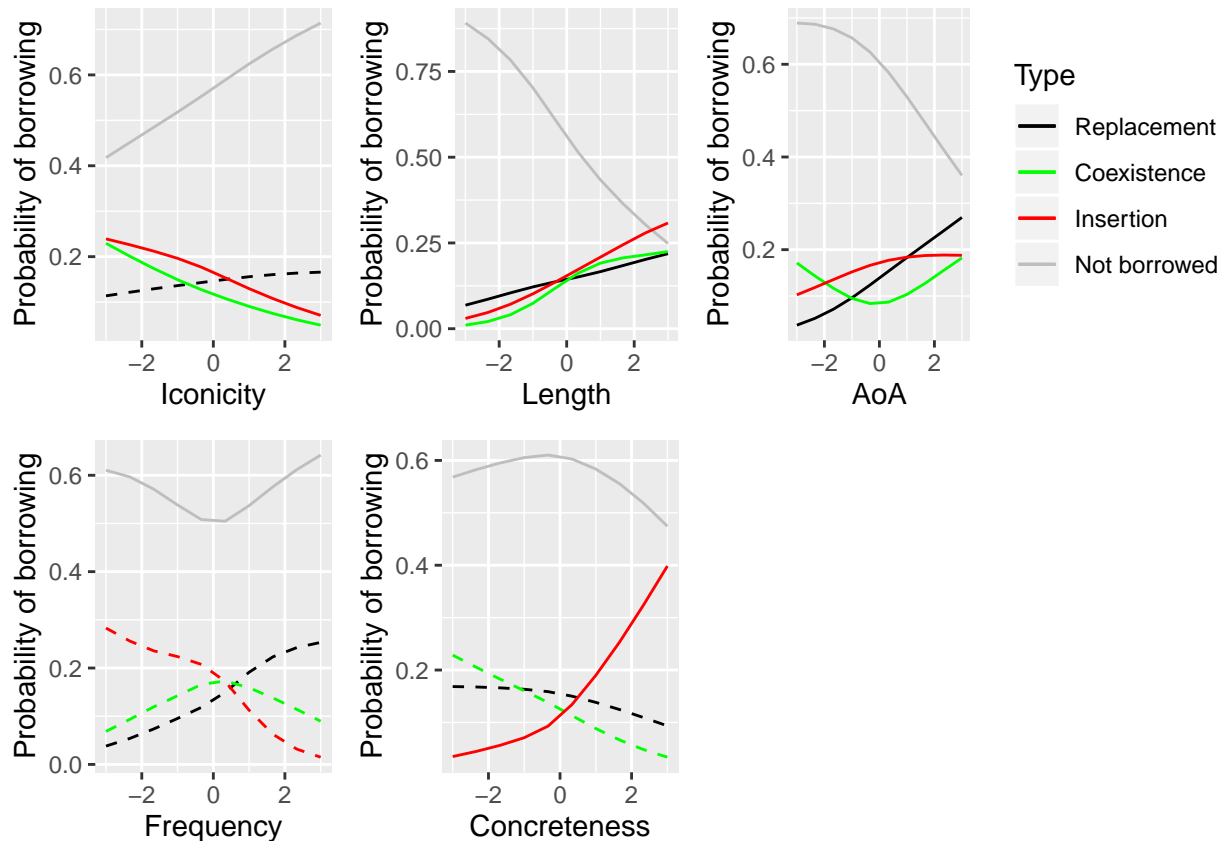 Probability of borrowing
0.6
0.4
0.2
−2 0 2
Iconicity
Probability of borrowing
0.75
0.50
0.25
0.00
−2 0 2
Length
Probability of borrowing
0.6
0.4
0.2
−2 0 2
AoA
Type
Replacement
Coexistence
Insertion
Not borrowed
Probability of borrowing
0.6
0.4
0.2
0.0
−2 0 2
Frequency
Probability of borrowing
0.6
0.4
0.2
−2 0 2
Concreteness